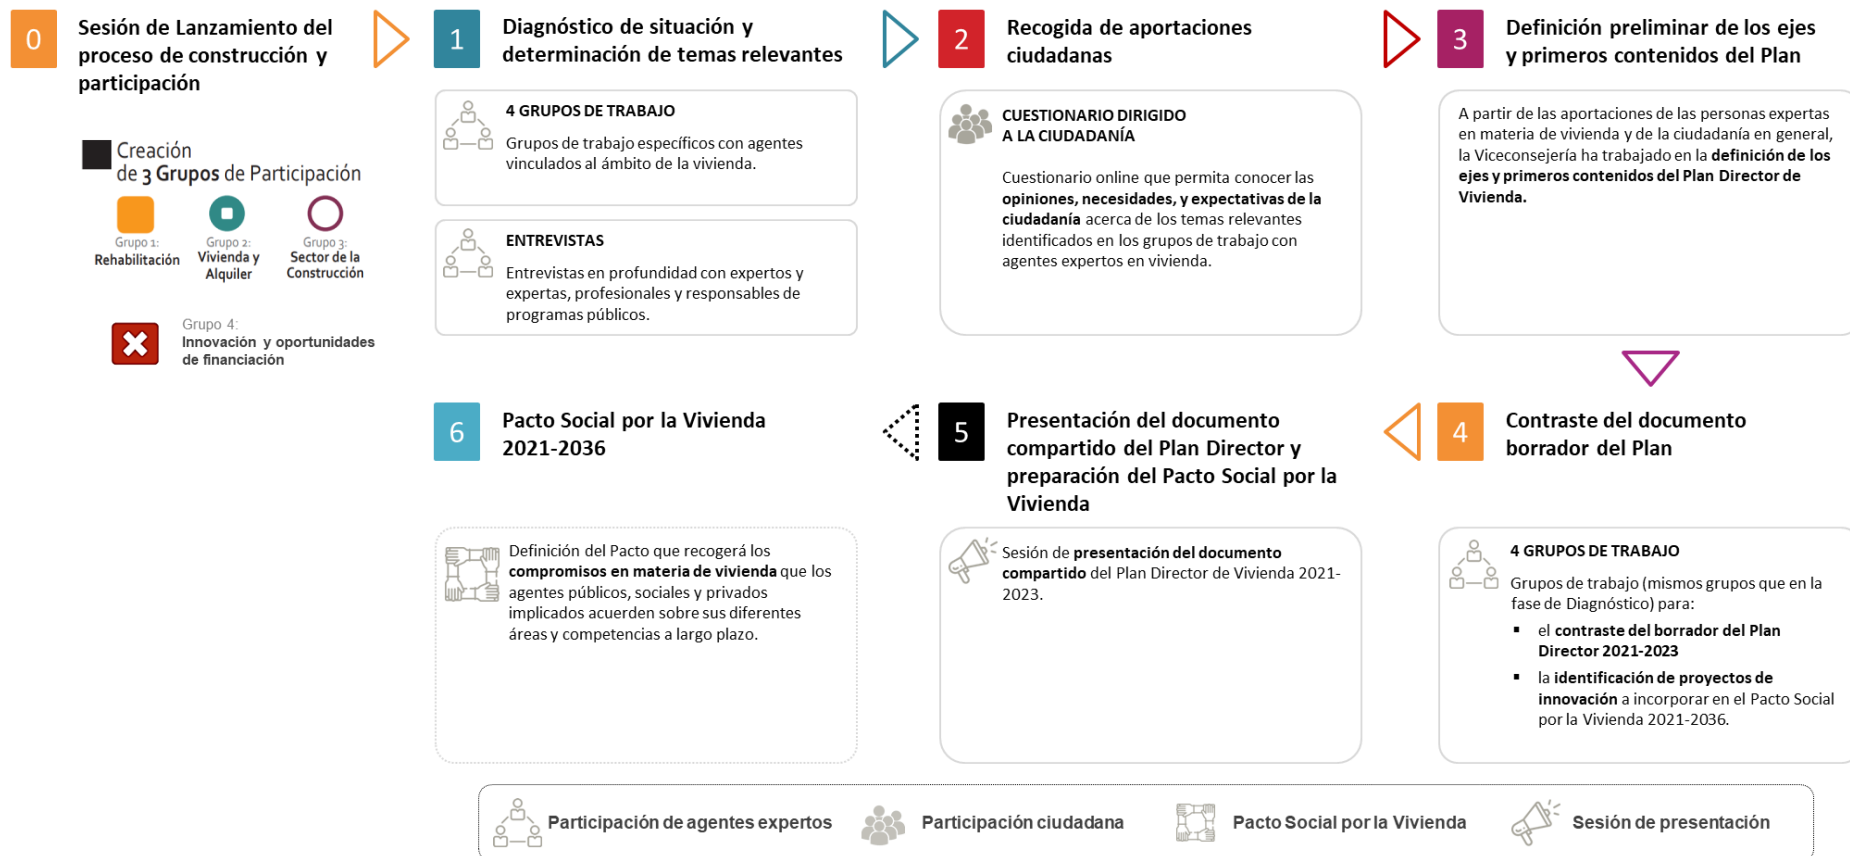 0
Sesión de Lanzamiento del
proceso de construcción y
participación
Creación
de 3 Grupos de Participación
Grupo 1:
Rehabilitación
Grupo 2:
Vivienda y
Alquiler
Grupo 3:
Sector de la
Construcción
Grupo 4:
Innovación y oportunidades
de financiación
1
Diagnóstico de situación y
determinación de temas relevantes
4 GRUPOS DE TRABAJO
Grupos de trabajo específicos con agentes
vinculados al ámbito de la vivienda.
ENTREVISTAS
Entrevistas en profundidad con expertos y
expertas, profesionales y responsables de
programas públicos.
2
Recogida de aportaciones
ciudadanas
CUESTIONARIO DIRIGIDO
A LA CIUDADANÍA
Cuestionario online que permita conocer las
opiniones, necesidades, y expectativas de la
ciudadanía acerca de los temas relevantes
identificados en los grupos de trabajo con
agentes expertos en vivienda.
3
Definición preliminar de los ejes
y primeros contenidos del Plan
A partir de las aportaciones de las personas expertas
en materia de vivienda y de la ciudadanía en general,
la Viceconsejería ha trabajado en la definición de los
ejes y primeros contenidos del Plan Director de
Vivienda.
4
Contraste del documento
borrador del Plan
4 GRUPOS DE TRABAJO
Grupos de trabajo (mismos grupos que en la
fase de Diagnóstico) para:
▪ el contraste del borrador del Plan
Director 2021-2023
▪ la identificación de proyectos de
innovación a incorporar en el Pacto Social
por la Vivienda 2021-2036.
5
Presentación del documento
compartido del Plan Director y
preparación del Pacto Social por la
Vivienda
Sesión de presentación del documento
compartido del Plan Director de Vivienda 2021-
2023.
6
Pacto Social por la Vivienda
2021-2036
Definición del Pacto que recogerá los
compromisos en materia de vivienda que los
agentes públicos, sociales y privados
implicados acuerden sobre sus diferentes
áreas y competencias a largo plazo.
Participación de agentes expertos
Participación ciudadana
Pacto Social por la Vivienda
Sesión de presentación